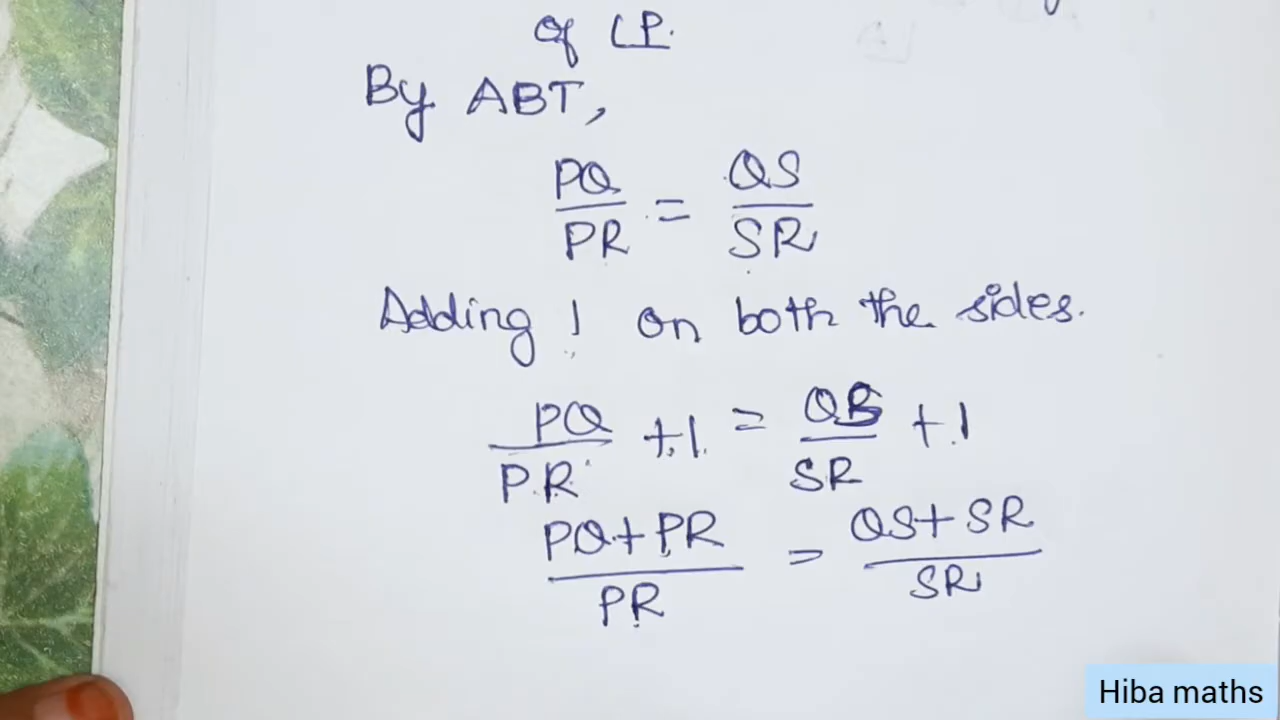 of ∠P.
By ABT,
PQ/PR = QS/SR
Adding 1 on both the sides.
PQ/PR +1 = QS/SR +1
PQ+PR/PR = QS+SR/SR
Hiba maths